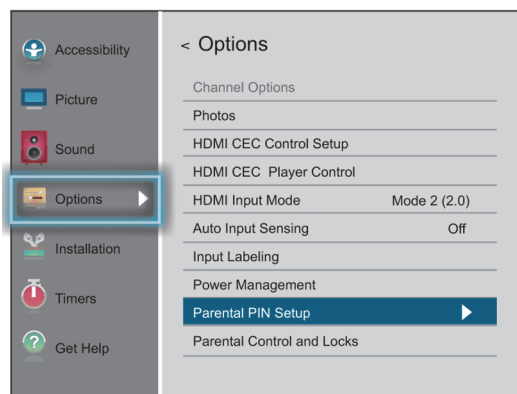 Accessibility
Picture
Sound
Options
Installation
Timers
Get Help
< Options
Channel Options
Photos
HDMI CEC Control Setup
HDMI CEC Player Control
HDMI Input Mode Mode 2 (2.0)
Auto Input Sensing Off
Input Labeling
Power Management
Parental PIN Setup
Parental Control and Locks